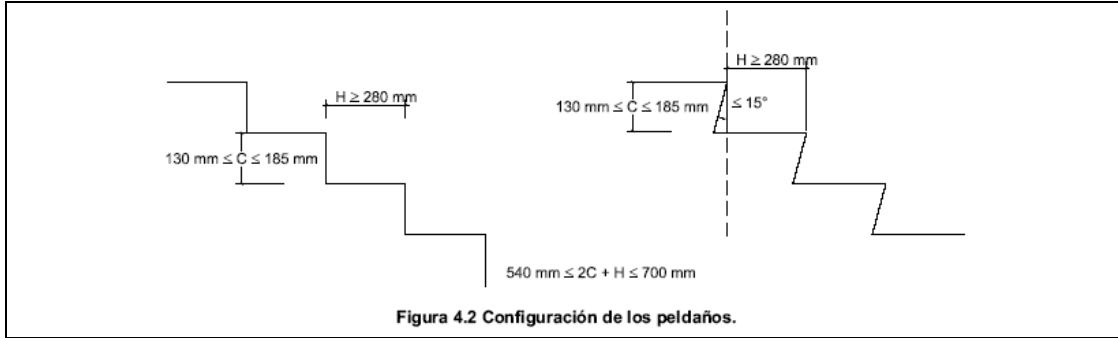 H ≥ 280 mm
130 mm ≤ C ≤ 185 mm
H ≥ 280 mm
130 mm ≤ C ≤ 185 mm
≤ 15°
540 mm ≤ 2C + H ≤ 700 mm
Figura 4.2 Configuración de los peldaños.